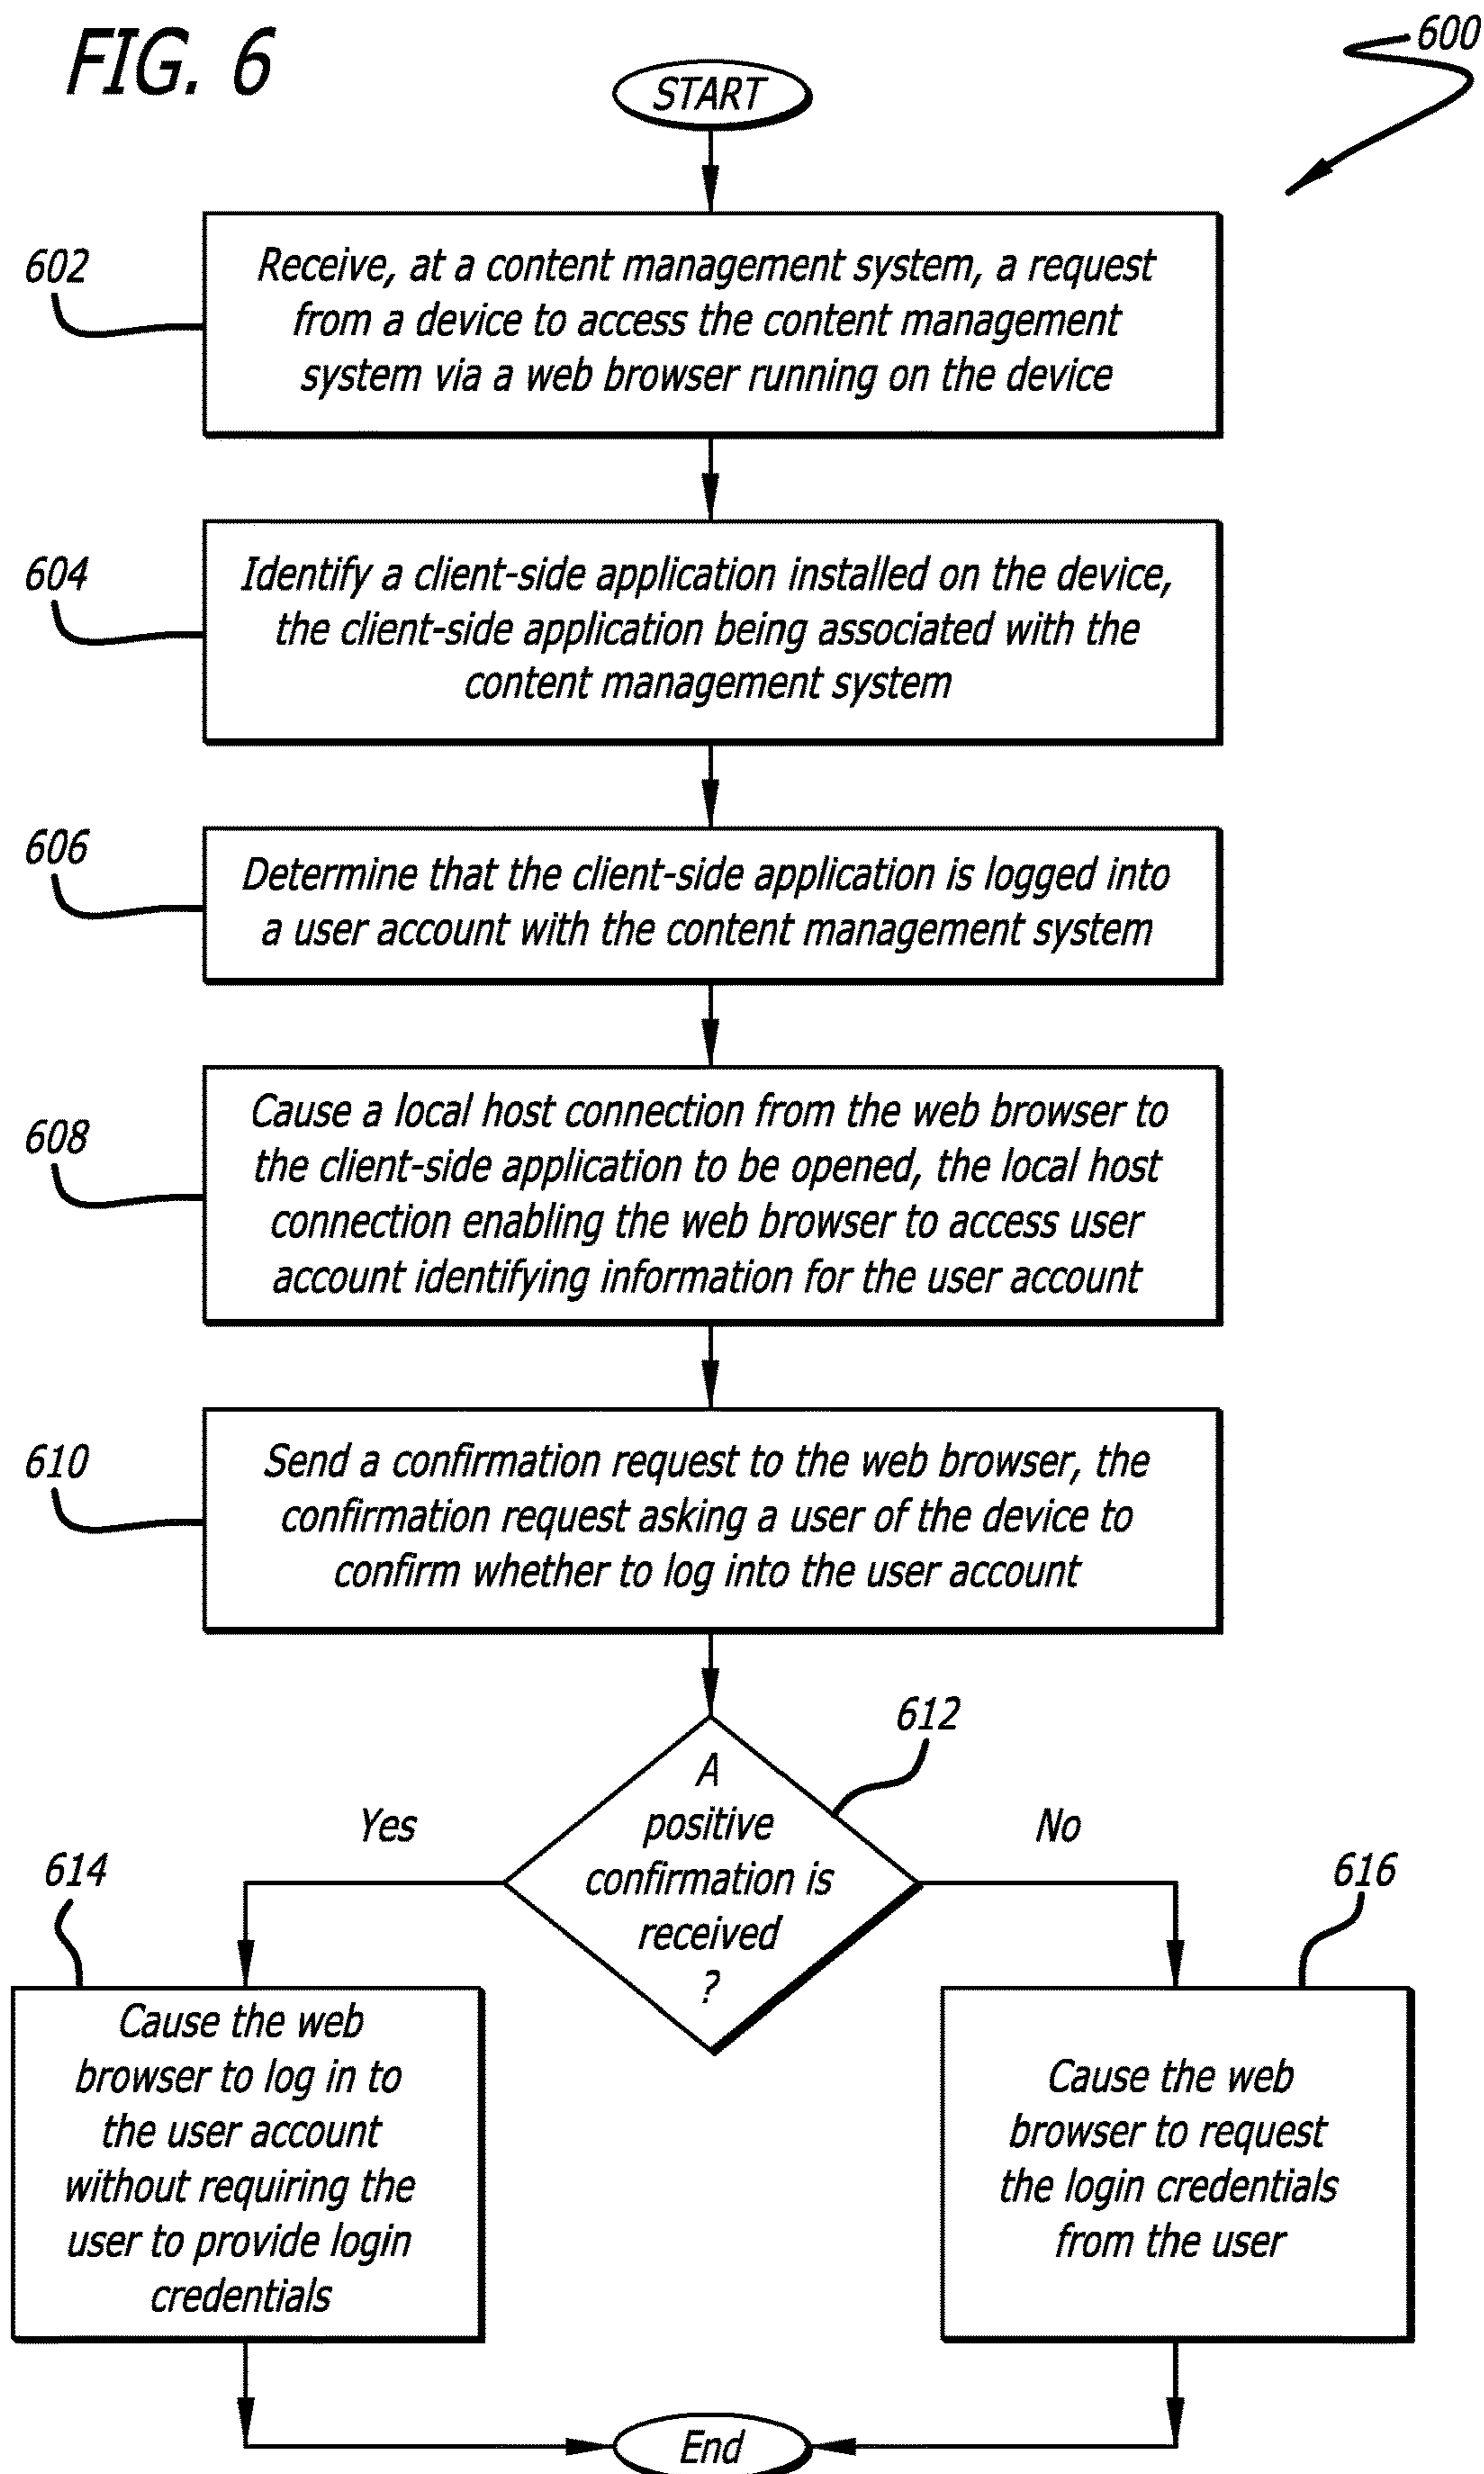 FIG. 6
600
START
602
Receive, at a content management system, a request
from a device to access the content management
system via a web browser running on the device
604
Identify a client-side application installed on the device,
the client-side application being associated with the
content management system
606
Determine that the client-side application is logged into
a user account with the content management system
608
Cause a local host connection from the web browser to
the client-side application to be opened, the local host
connection enabling the web browser to access user
account identifying information for the user account
610
Send a confirmation request to the web browser, the
confirmation request asking a user of the device to
confirm whether to log into the user account
612
A
positive
confirmation is
received
?
Yes
No
614
Cause the web
browser to log in to
the user account
without requiring the
user to provide login
credentials
616
Cause the web
browser to request
the login credentials
from the user
End